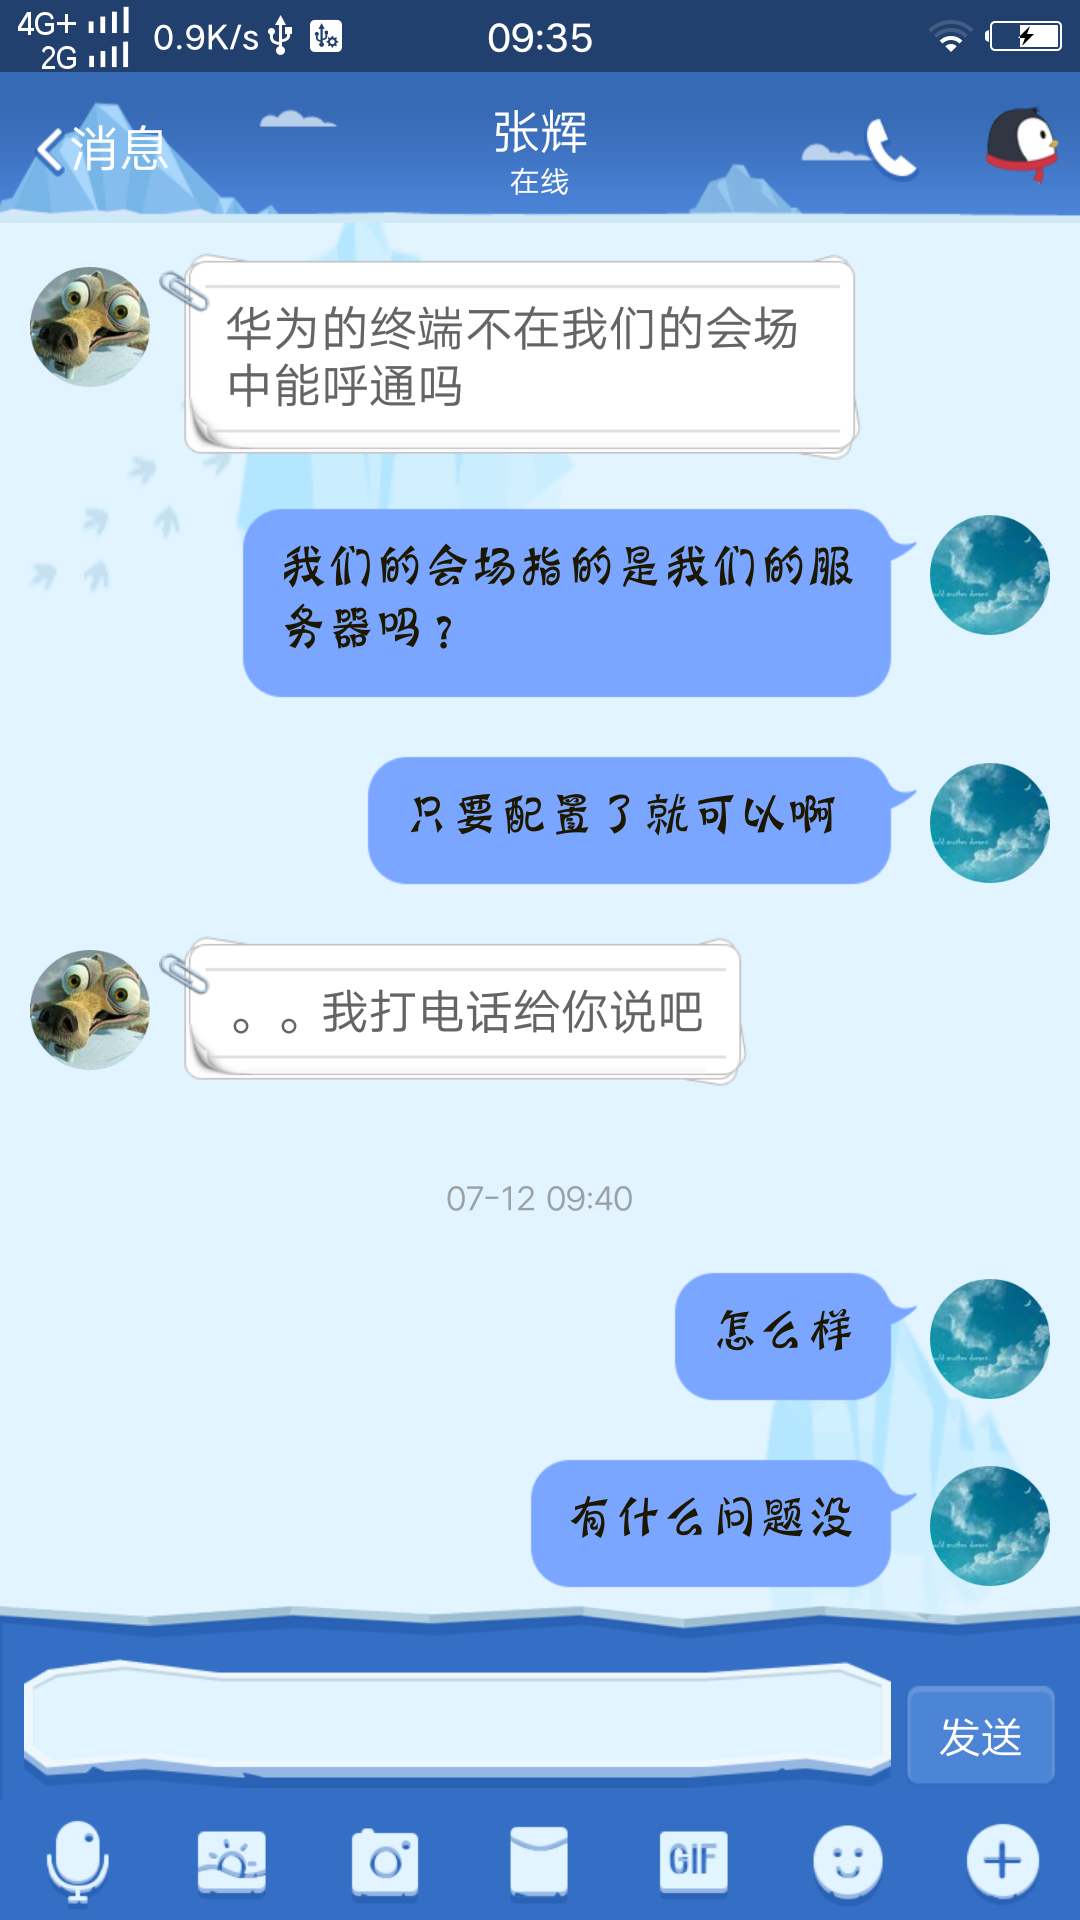 4G+
2G
0.9K/s
09:35
消息
张辉
在线
华为的终端不在我们的会场
中能呼通吗
我们的会场指的是我们的服
务器吗？
只要配置了就可以啊
。。我打电话给你说吧
07-12 09:40
怎么样
有什么问题没
发送
GIF